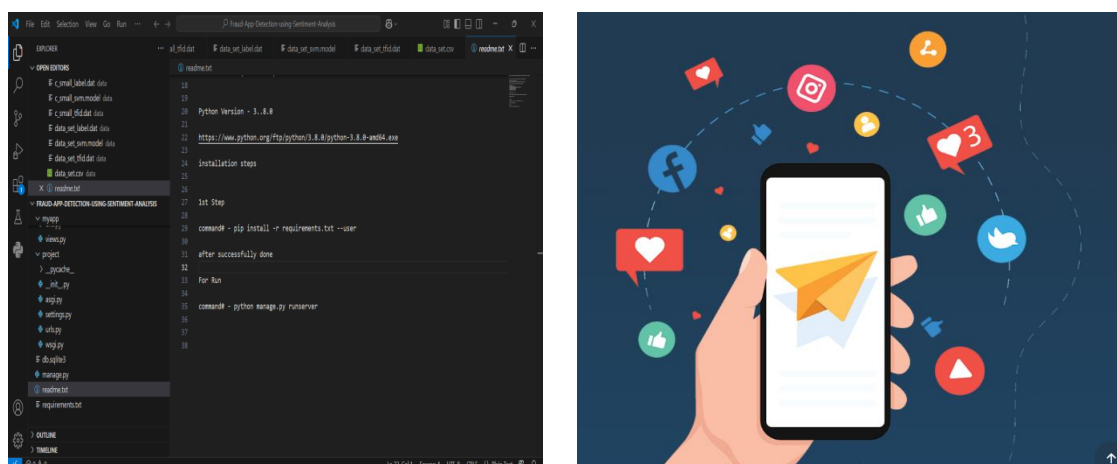 File Edit Selection View Go Run ...
Fraud-App-Detection-using-Sentiment-Analysis
EXPLORER
all_tfid.dat data_set_label.dat data_set_svm.model data_set_tfid.dat data_set.csv readme.txt
OPEN EDITORS
c_small_label.dat data
c_small_svm.model data
c_small_tfid.dat data
data_set_label.dat data
data_set_svm.model data
data_set_tfid.dat data
data_set.csv data
readme.txt
FRAUD-APP-DETECTION-USING-SENTIMENT-ANALYSIS
myapp
views.py
project
__pycache__
__init__.py
asgi.py
settings.py
urls.py
wsgi.py
db.sqlite3
manage.py
readme.txt
requirements.txt
OUTLINE
TIMELINE
readme.txt
18
19
20 Python Version - 3..8.0
21
22 https://www.python.org/ftp/python/3.8.0/python-3.8.0-amd64.exe
23
24 installation steps
25
26
27 1st Step
28
29 command# - pip install -r requirements.txt --user
30
31 after successfully done
32
33 For Run
34
35 command# - python manage.py runserver
36
37
38
3